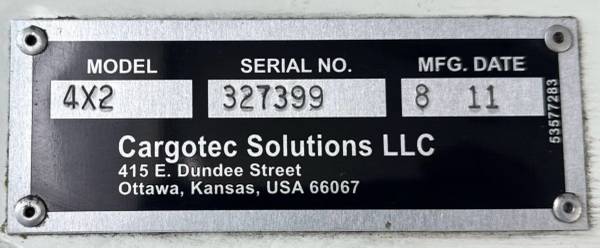 MODEL SERIAL NO. MFG. DATE
4X2 327399 8 11
53577283
Cargotec Solutions LLC
415 E. Dundee Street
Ottawa, Kansas, USA 66067